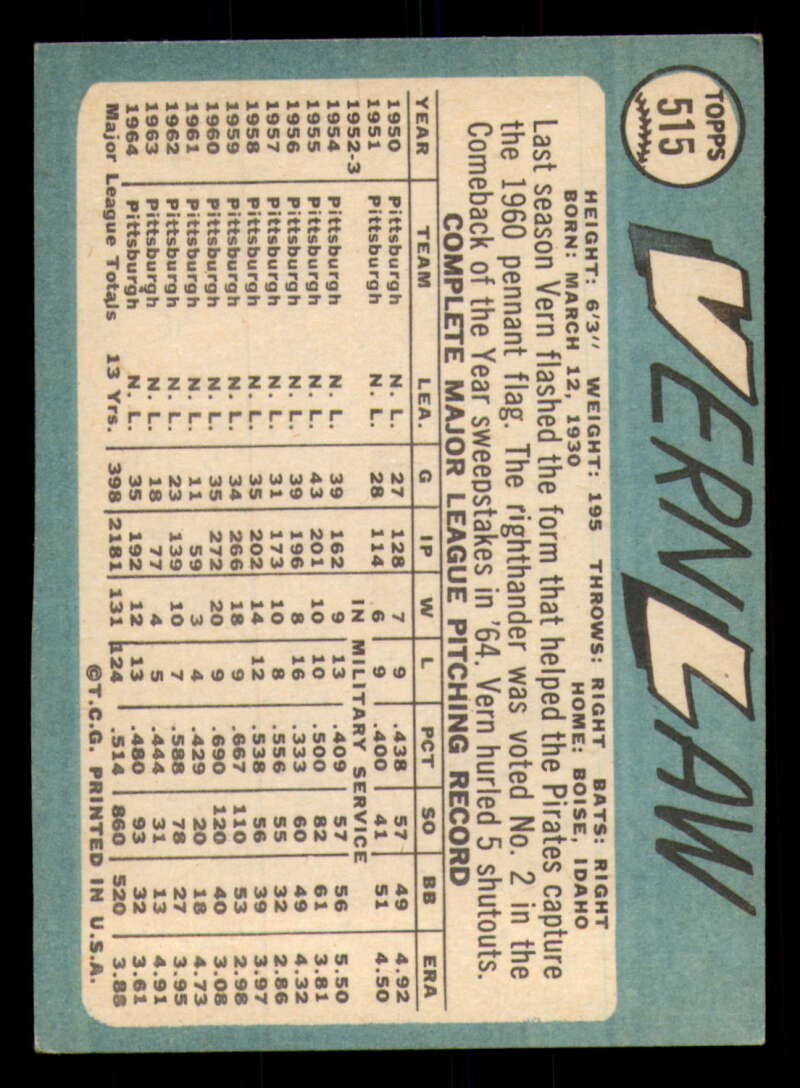 TOPPS
515
VERN LAW
HEIGHT: 6'3" WEIGHT: 195 THROWS: RIGHT BATS: RIGHT
BORN: MARCH 12, 1930 HOME: BOISE, IDAHO
Last season Vern flashed the form that helped the Pirates capture
the 1960 pennant flag. The righthander was voted No. 2 in the
Comeback of the Year sweepstakes in '64. Vern hurled 5 shutouts.
COMPLETE MAJOR LEAGUE PITCHING RECORD
YEAR TEAM LEA. G IP W L PCT SO BB ERA
1950 Pittsburgh N. L. 27 128 7 9 .438 57 49 4.92
1951 Pittsburgh N. L. 28 114 6 9 .400 41 51 4.50
1952-3 IN MILITARY SERVICE
1954 Pittsburgh N. L. 39 162 9 13 .409 57 56 5.50
1955 Pittsburgh N. L. 43 201 10 10 .500 82 61 3.81
1956 Pittsburgh N. L. 39 196 8 16 .333 60 49 4.32
1957 Pittsburgh N. L. 31 173 10 8 .556 55 32 2.86
1958 Pittsburgh N. L. 35 202 14 12 .538 56 39 3.97
1959 Pittsburgh N. L. 34 266 18 9 .667 110 53 2.98
1960 Pittsburgh N. L. 35 272 20 9 .690 120 40 3.08
1961 Pittsburgh N. L. 11 59 3 4 .429 20 18 4.73
1962 Pittsburgh N. L. 23 139 10 7 .588 78 27 3.95
1963 Pittsburgh N. L. 18 77 4 5 .444 31 13 4.91
1964 Pittsburgh N. L. 35 192 12 13 .480 93 32 3.61
Major League Totals 13 Yrs. 398 2181 131 124 .514 860 520 3.88
©T.C.G. PRINTED IN U.S.A.